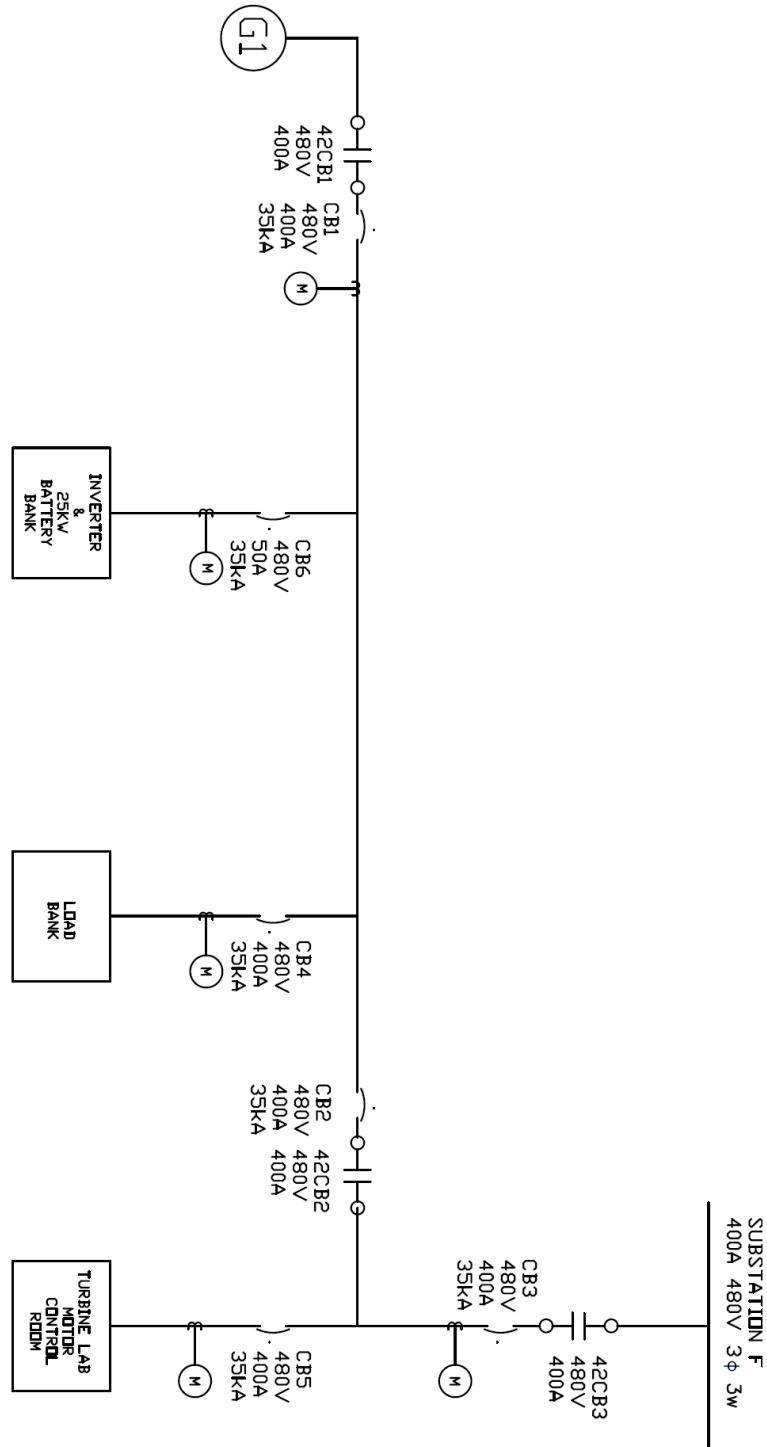 G1
42CB1
480V
400A
CB1
480V
400A
35kA
M
INVERTER
&
25KW
BATTERY
BANK
CB6
480V
50A
35kA
M
LOAD
BANK
CB4
480V
400A
35kA
M
CB2
480V
400A
35kA
42CB2
480V
400A
SUBSTATION F
400A 480V 3ϕ 3w
42CB3
480V
400A
CB3
480V
400A
35kA
M
CB5
480V
400A
35kA
M
TURBINE LAB
MOTOR
CONTROL
ROOM